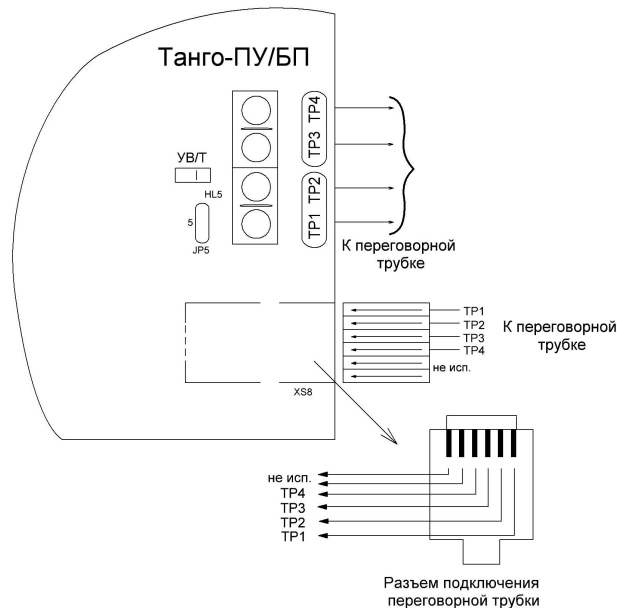 Танго-ПУ/БП
ТР4
ТР3
ТР2
ТР1
УВ/Т
HL5
5
JP5
К переговорной
трубке
ТР1
ТР2
ТР3
ТР4
не исп.
К переговорной
трубке
XS8
не исп.
ТР4
ТР3
ТР2
ТР1
Разъем подключения
переговорной трубки